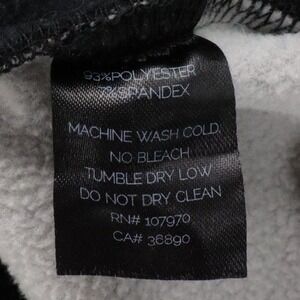 93%POLYESTER
7%SPANDEX
MACHINE WASH COLD
NO BLEACH
TUMBLE DRY LOW
DO NOT DRY CLEAN
RN# 107970
CA# 36890